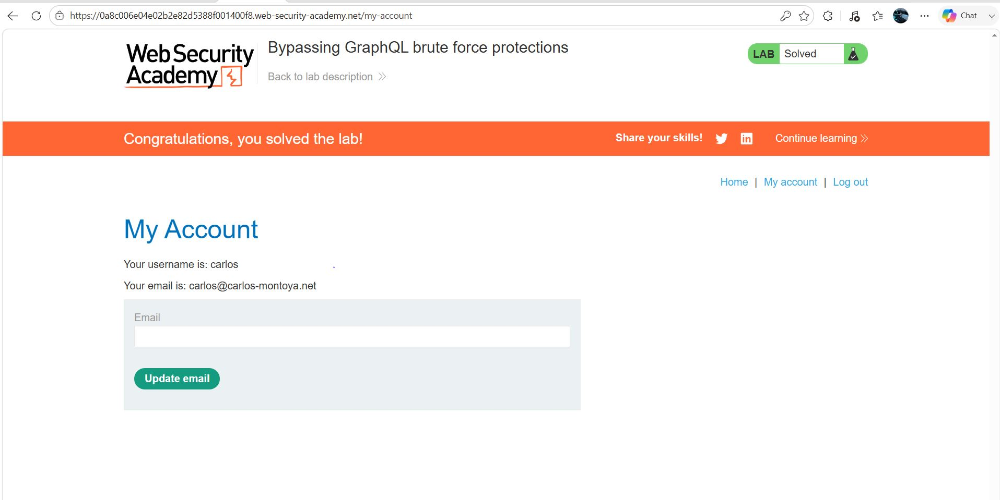 https://0a8c006e04e02b2e82d5388f001400f8.web-security-academy.net/my-account
Chat
Web Security
Academy
Bypassing GraphQL brute force protections
Back to lab description
LAB Solved
Congratulations, you solved the lab!
Share your skills!
Continue learning
Home | My account | Log out
My Account
Your username is: carlos
Your email is: carlos@carlos-montoya.net
Email
Update email